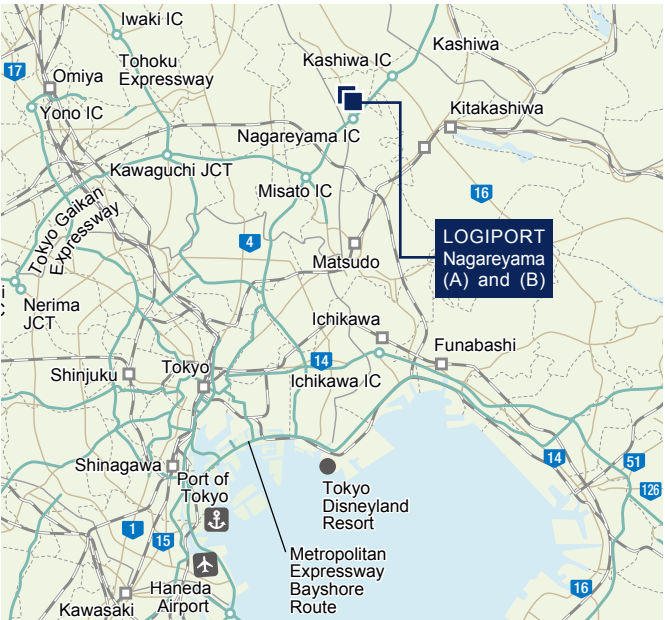 Iwaki IC
Kashiwa
Tohoku
Expressway
Kashiwa IC
17
Omiya
Yono IC
Kitakashiwa
Nagareyama IC
Kawaguchi JCT
Misato IC
16
Tokyo Gaikan
Expressway
4
LOGIPORT
Nagareyama
(A) and (B)
Matsudo
i
C
Nerima
JCT
Ichikawa
Funabashi
14
Tokyo
Shinjuku
Ichikawa IC
Shinagawa
Port of
Tokyo
Tokyo
Disneyland
Resort
14
51
126
1
15
Metropolitan
Expressway
Bayshore
Route
Haneda
Airport
16
Kawasaki